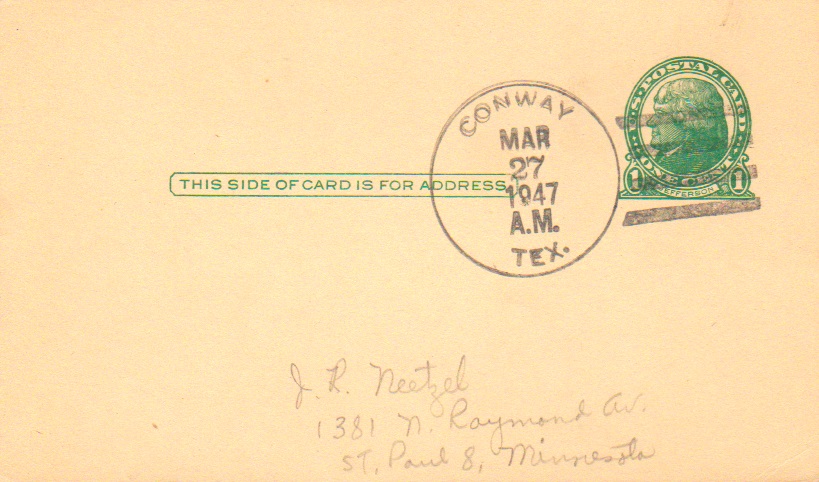 U.S. POSTAL CARD
ONE CENT
1 JEFFERSON 1
CONWAY
MAR
27
1947
A.M.
TEX.
THIS SIDE OF CARD IS FOR ADDRESS
J. R. Neetzel
1381 N. Raymond Av.
ST. Paul 8, Minnesota